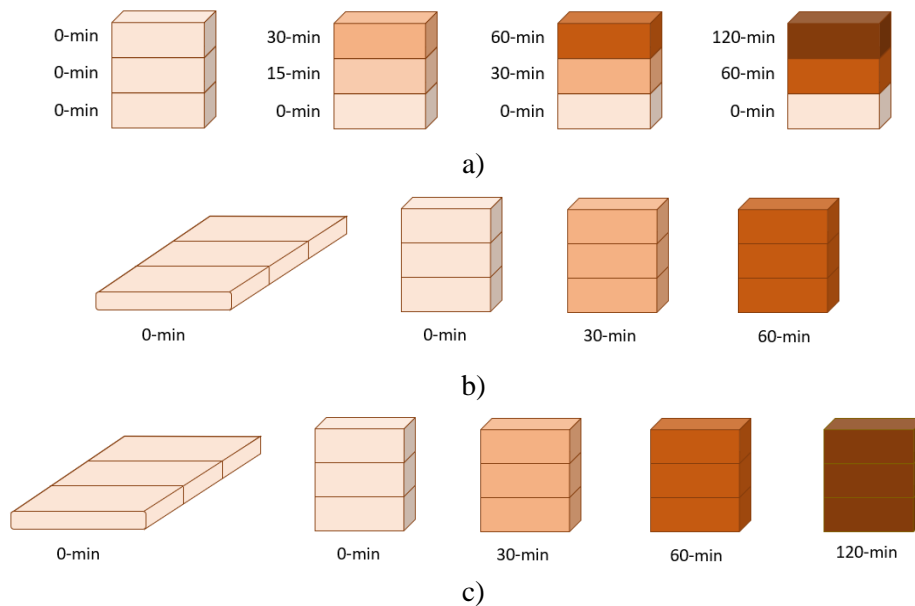 0-min 30-min 60-min 120-min
0-min 15-min 30-min 60-min
0-min 0-min 0-min 0-min
a)
0-min 0-min 30-min 60-min
b)
0-min 0-min 30-min 60-min 120-min
c)